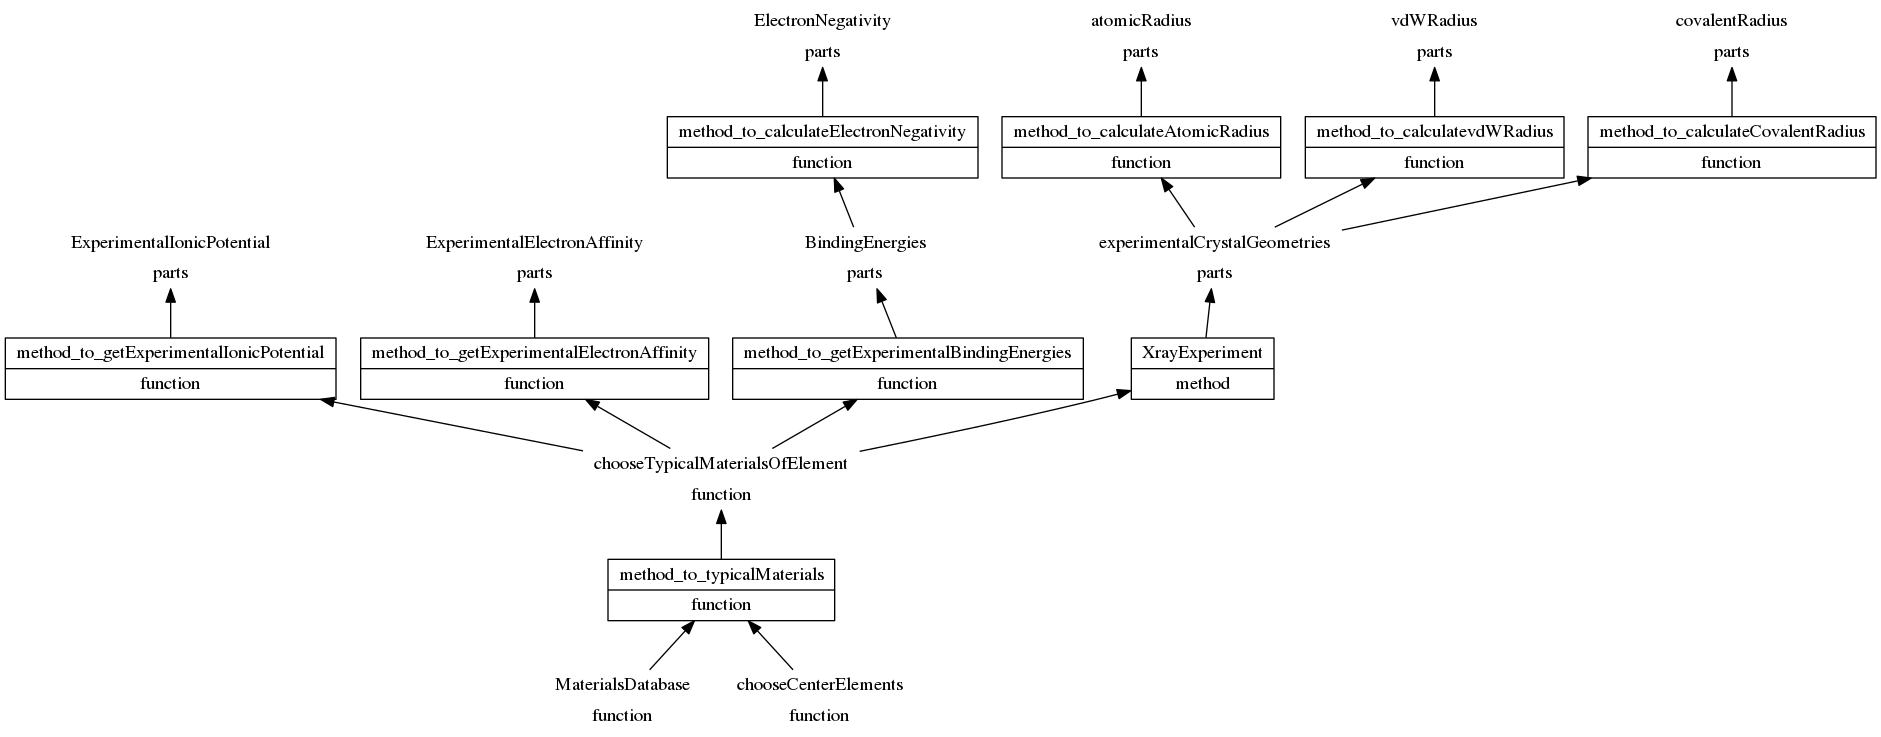 ElectronNegativity
parts
atomicRadius
parts
vdWRadius
parts
covalentRadius
parts
method_to_calculateElectronNegativity
function
method_to_calculateAtomicRadius
function
method_to_calculatevdWRadius
function
method_to_calculateCovalentRadius
function
ExperimentalIonicPotential
parts
ExperimentalElectronAffinity
parts
BindingEnergies
parts
experimentalCrystalGeometries
parts
method_to_getExperimentalIonicPotential
function
method_to_getExperimentalElectronAffinity
function
method_to_getExperimentalBindingEnergies
function
XrayExperiment
method
chooseTypicalMaterialsOfElement
function
method_to_typicalMaterials
function
MaterialsDatabase
function
chooseCenterElements
function